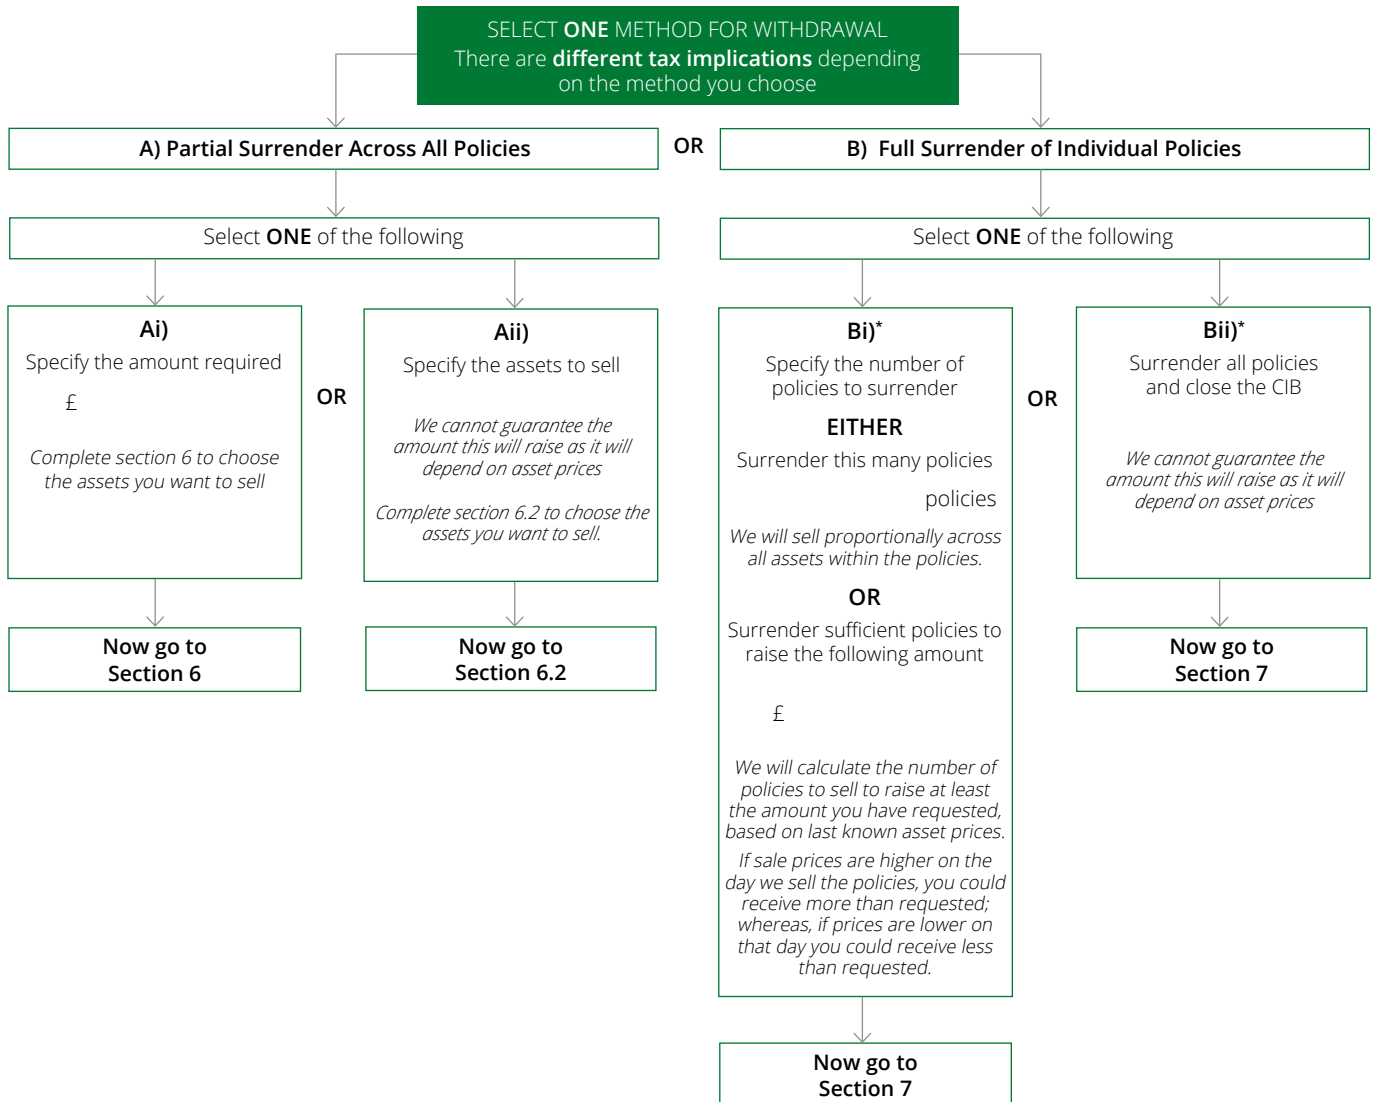 SELECT ONE METHOD FOR WITHDRAWAL
There are different tax implications depending
on the method you choose
A) Partial Surrender Across All Policies
OR
B) Full Surrender of Individual Policies
Select ONE of the following
Select ONE of the following
Ai)
Specify the amount required
£
Complete section 6 to choose
the assets you want to sell
OR
Aii)
Specify the assets to sell
We cannot guarantee the
amount this will raise as it will
depend on asset prices
Complete section 6.2 to choose the
assets you want to sell.
Bi)*
Specify the number of
policies to surrender
EITHER
Surrender this many policies
policies
We will sell proportionally across
all assets within the policies.
OR
Surrender sufficient policies to
raise the following amount
£
We will calculate the number of
policies to sell to raise at least
the amount you have requested,
based on last known asset prices.
If sale prices are higher on the
day we sell the policies, you could
receive more than requested;
whereas, if prices are lower on
that day you could receive less
than requested.
OR
Bii)*
Surrender all policies
and close the CIB
We cannot guarantee the
amount this will raise as it will
depend on asset prices
Now go to
Section 6
Now go to
Section 6.2
Now go to
Section 7
Now go to
Section 7